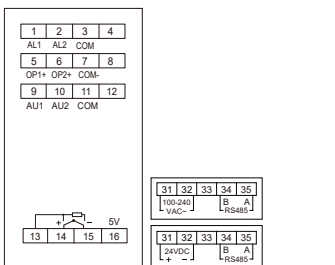 1 2 3 4
AL1 AL2 COM
5 6 7 8
OP1+ OP2+ COM-
9 10 11 12
AU1 AU2 COM
+ - 5V
13 14 15 16
31 32 33 34 35
100-240 B A
VAC~ RS485
31 32 33 34 35
24VDC B A
+ - RS485